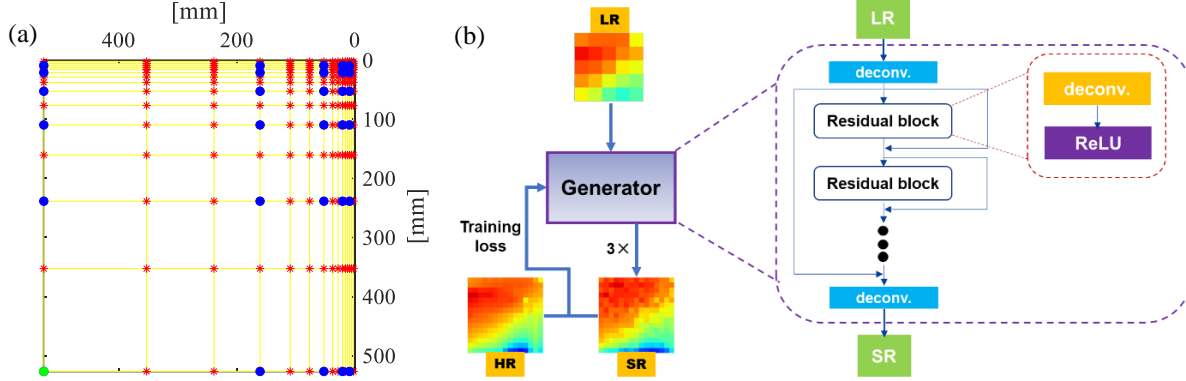 [mm]
(a)
400
200
0
0
100
200
300
400
500
[mm]
(b)
LR
Generator
Training
loss
3×
HR
SR
LR
deconv.
Residual block
Residual block
deconv.
SR
deconv.
ReLU